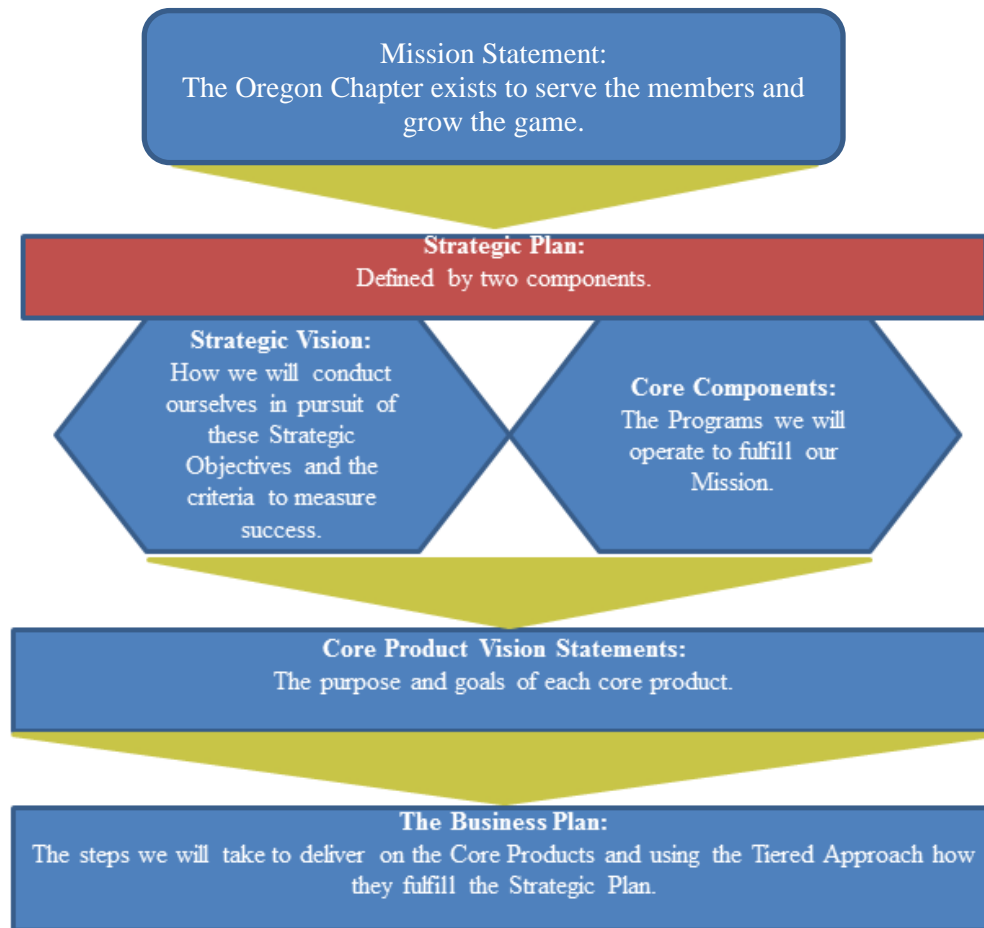 Mission Statement:
The Oregon Chapter exists to serve the members and
grow the game.
Strategic Plan:
Defined by two components.
Strategic Vision:
How we will conduct
ourselves in pursuit of
these Strategic
Objectives and the
criteria to measure
success.
Core Components:
The Programs we will
operate to fulfill our
Mission.
Core Product Vision Statements:
The purpose and goals of each core product.
The Business Plan:
The steps we will take to deliver on the Core Products and using the Tiered Approach how
they fulfill the Strategic Plan.